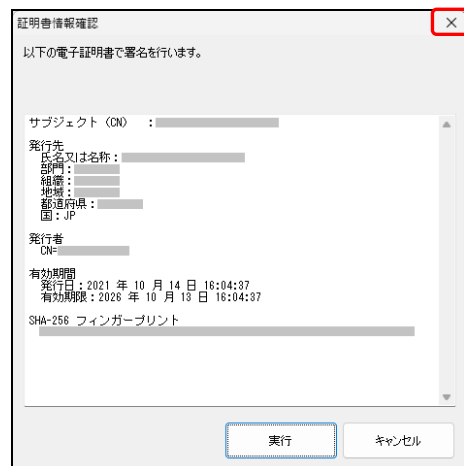 証明書情報確認
以下の電子証明書で署名を行います。
サブジェクト (CN) :
発行先
氏名又は名称:
部門:
組織:
地域:
都道府県:
国:JP
発行者
CN=
有効期間
発行日:2021 年 10 月 14 日 16:04:37
有効期限:2026 年 10 月 13 日 16:04:37
SHA-256 フィンガープリント
実行
キャンセル